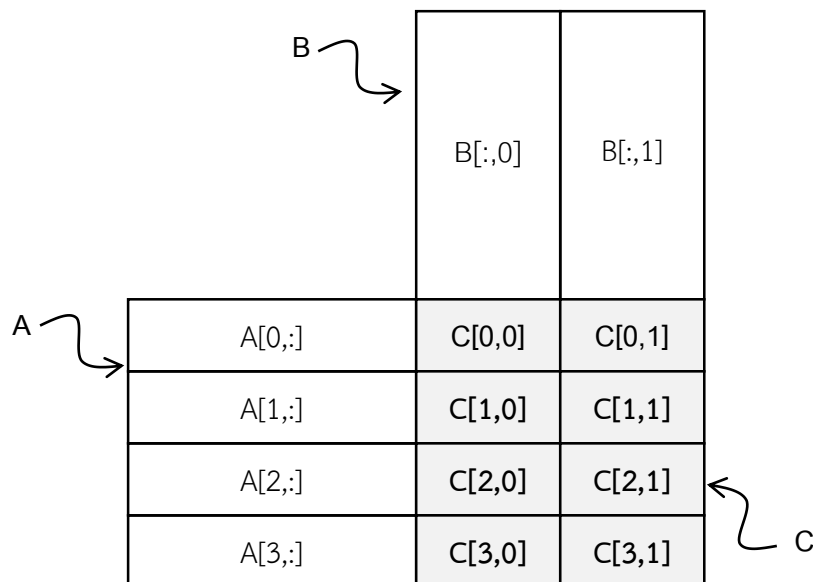 B
B[:,0] B[:,1]
A
A[0,:] C[0,0] C[0,1]
A[1,:] C[1,0] C[1,1]
A[2,:] C[2,0] C[2,1]
A[3,:] C[3,0] C[3,1]
C